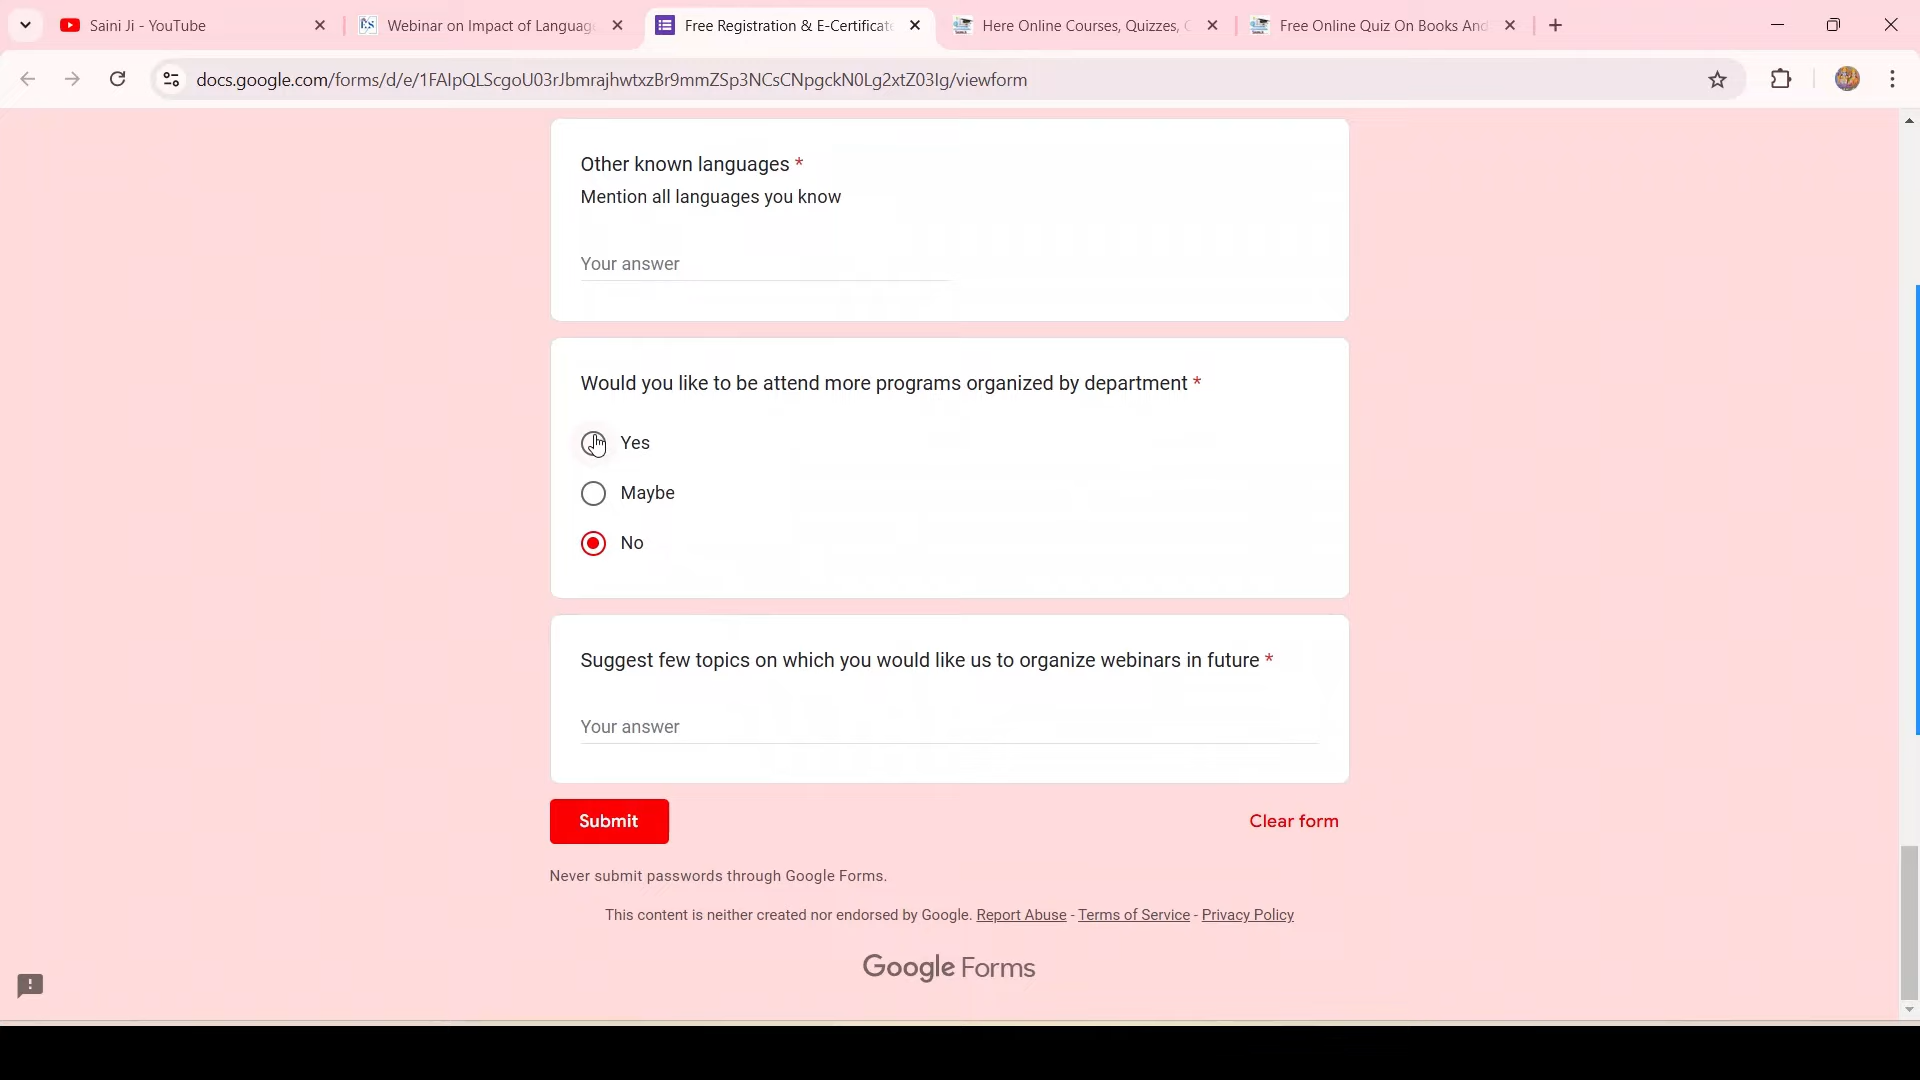 Saini Ji - YouTube
Webinar on Impact of Language
Free Registration & E-Certificate
Here Online Courses, Quizzes, C
Free Online Quiz On Books And
docs.google.com/forms/d/e/1FAIpQLScgoU03rJbmrajhwtxzBr9mmZSp3NCsCNpgckN0Lg2xtZ03Ig/viewform
Other known languages *
Mention all languages you know
Your answer
Would you like to be attend more programs organized by department *
Yes
Maybe
No
Suggest few topics on which you would like us to organize webinars in future *
Your answer
Submit
Clear form
Never submit passwords through Google Forms.
This content is neither created nor endorsed by Google. Report Abuse - Terms of Service - Privacy Policy
Google Forms